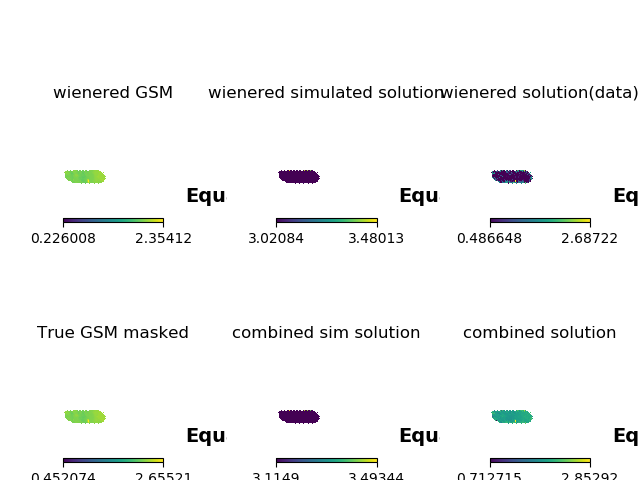 wienered GSM wienered simulated solution wienered solution(data)
Equ Equ Eq
0.226008 2.35412 3.02084 3.48013 0.486648 2.68722
True GSM masked combined sim solution combined solution
Equ Equ Eq
0.452074 2.65521 3.1149 3.49344 0.712715 2.85292